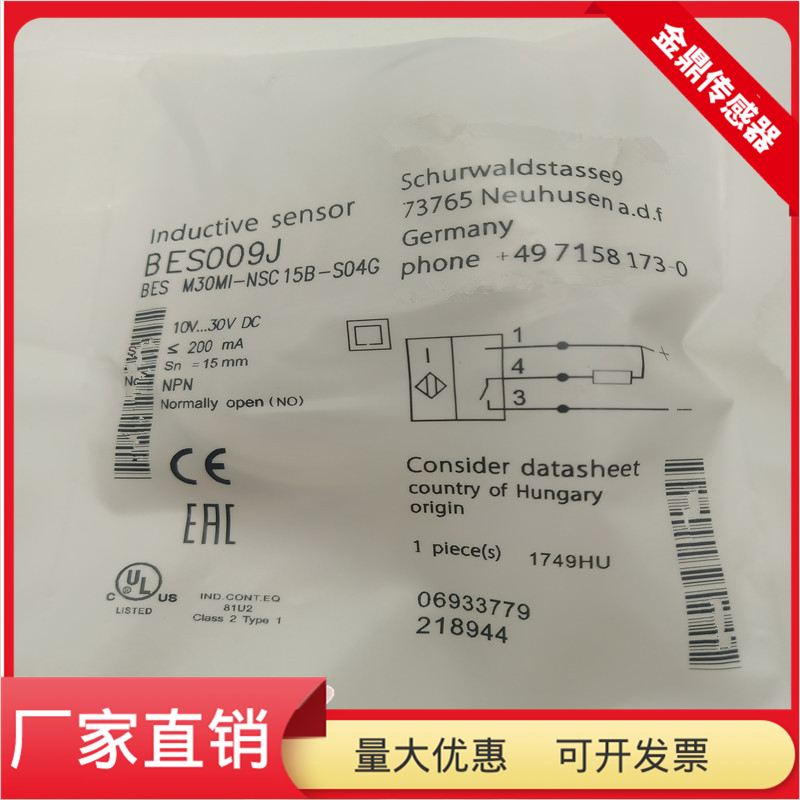 金鼎传感器
Inductive sensor
BES009J
BES M30MI-NSC15B-S04G
10V...30V DC
≤ 200 mA
Sn = 15mm
NPN
Normally open (NO)
Schurwaldstasse9
73765 Neuhusen a.d.f
Germany
phone +49 7158 173-0
I
1
4
3
+
−
CE
EAC
C UL US
LISTED
IND.CONT.EQ
81U2
Class 2 Type 1
Consider datasheet
country of Hungary
origin
1 piece(s) 1749HU
06933779
218944
厂家直销
量大优惠 可开发票